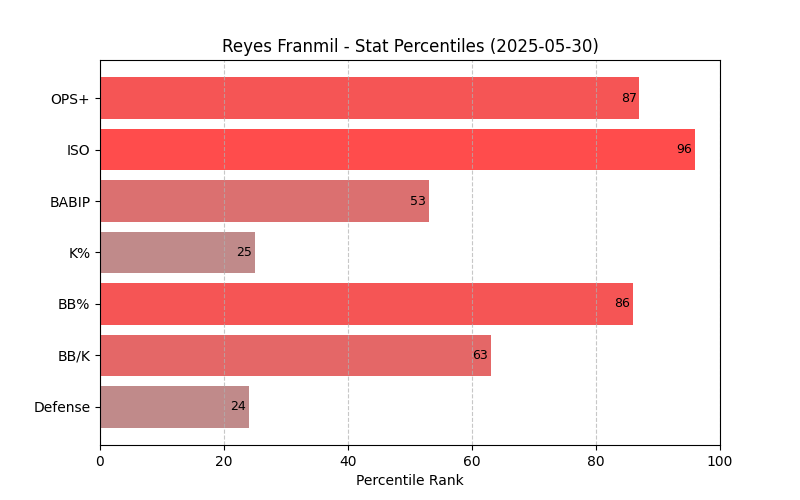 Reyes Franmil - Stat Percentiles (2025-05-30)
OPS+ 87
ISO 96
BABIP 53
K% 25
BB% 86
BB/K 63
Defense 24
0 20 40 60 80 100
Percentile Rank